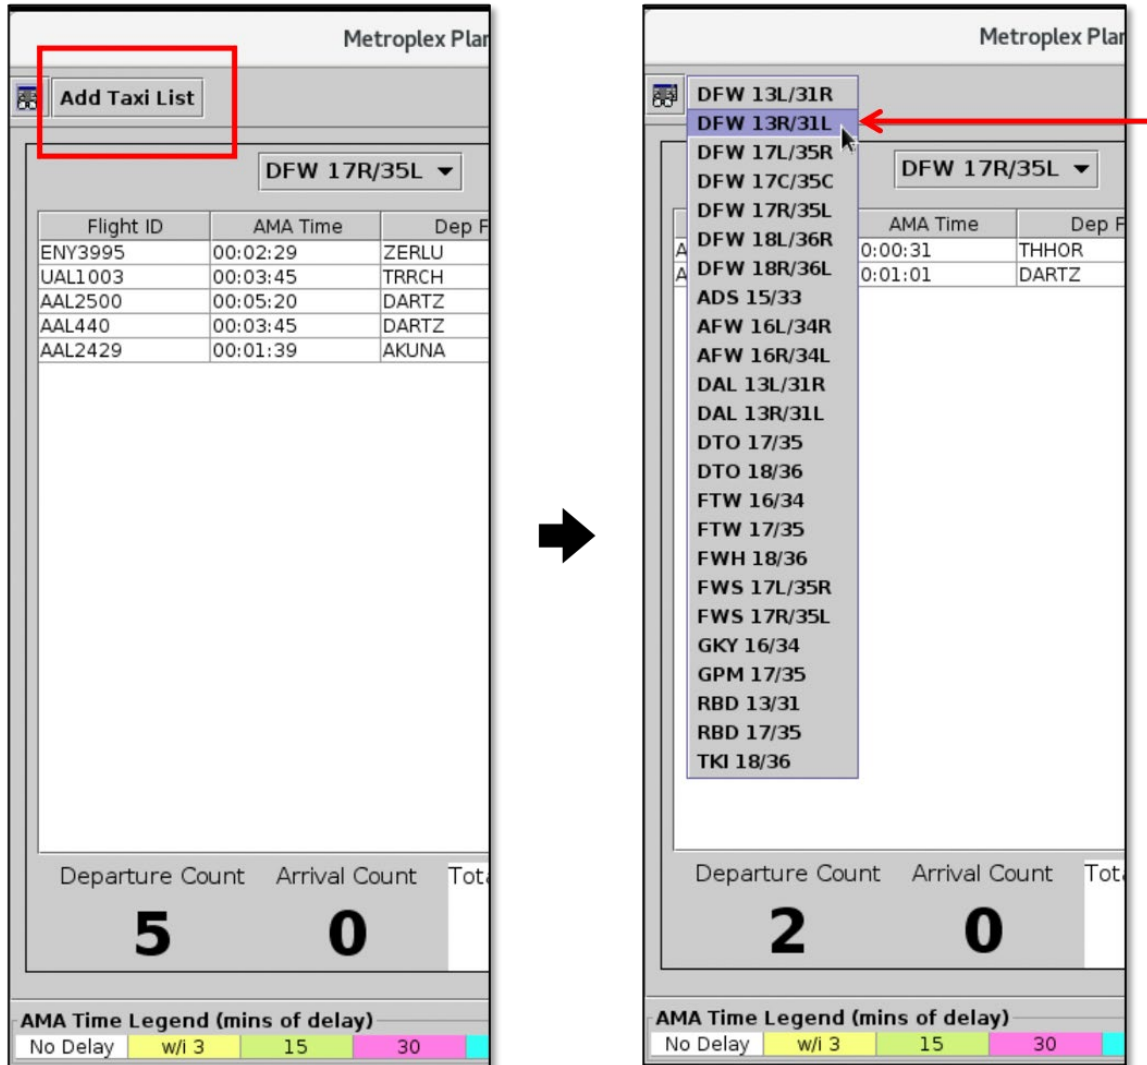 Metroplex Plan
Add Taxi List
DFW 17R/35L
Flight ID AMA Time Dep F
ENY3995 00:02:29 ZERLU
UAL1003 00:03:45 TRRCH
AAL2500 00:05:20 DARTZ
AAL440 00:03:45 DARTZ
AAL2429 00:01:39 AKUNA
Departure Count Arrival Count Tota
5 0
AMA Time Legend (mins of delay)
No Delay w/i 3 15 30
Metroplex Plan
DFW 13L/31R
DFW 13R/31L
DFW 17L/35R
DFW 17C/35C
DFW 17R/35L
DFW 18L/36R
DFW 18R/36L
ADS 15/33
AFW 16L/34R
AFW 16R/34L
DAL 13L/31R
DAL 13R/31L
DTO 17/35
DTO 18/36
FTW 16/34
FTW 17/35
FWH 18/36
FWS 17L/35R
FWS 17R/35L
GKY 16/34
GPM 17/35
RBD 13/31
RBD 17/35
TKI 18/36
DFW 17R/35L
AMA Time Dep F
A 0:00:31 THHOR
A 0:01:01 DARTZ
Departure Count Arrival Count Tota
2 0
AMA Time Legend (mins of delay)
No Delay w/i 3 15 30